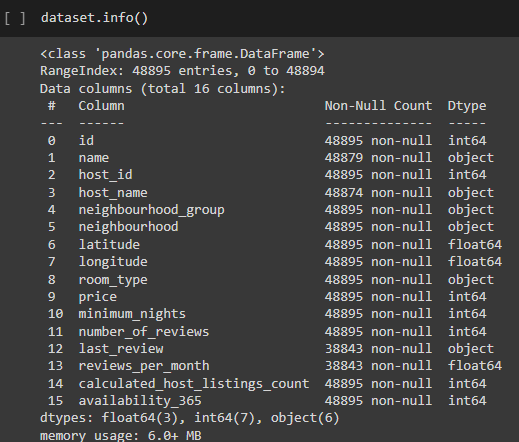 [ ] dataset.info()
<class 'pandas.core.frame.DataFrame'>
RangeIndex: 48895 entries, 0 to 48894
Data columns (total 16 columns):
 #   Column                          Non-Null Count  Dtype
---  ------                          --------------  -----
 0   id                              48895 non-null  int64
 1   name                            48879 non-null  object
 2   host_id                         48895 non-null  int64
 3   host_name                       48874 non-null  object
 4   neighbourhood_group             48895 non-null  object
 5   neighbourhood                   48895 non-null  object
 6   latitude                        48895 non-null  float64
 7   longitude                       48895 non-null  float64
 8   room_type                       48895 non-null  object
 9   price                           48895 non-null  int64
 10  minimum_nights                  48895 non-null  int64
 11  number_of_reviews               48895 non-null  int64
 12  last_review                     38843 non-null  object
 13  reviews_per_month               38843 non-null  float64
 14  calculated_host_listings_count  48895 non-null  int64
 15  availability_365                48895 non-null  int64
dtypes: float64(3), int64(7), object(6)
memory usage: 6.0+ MB